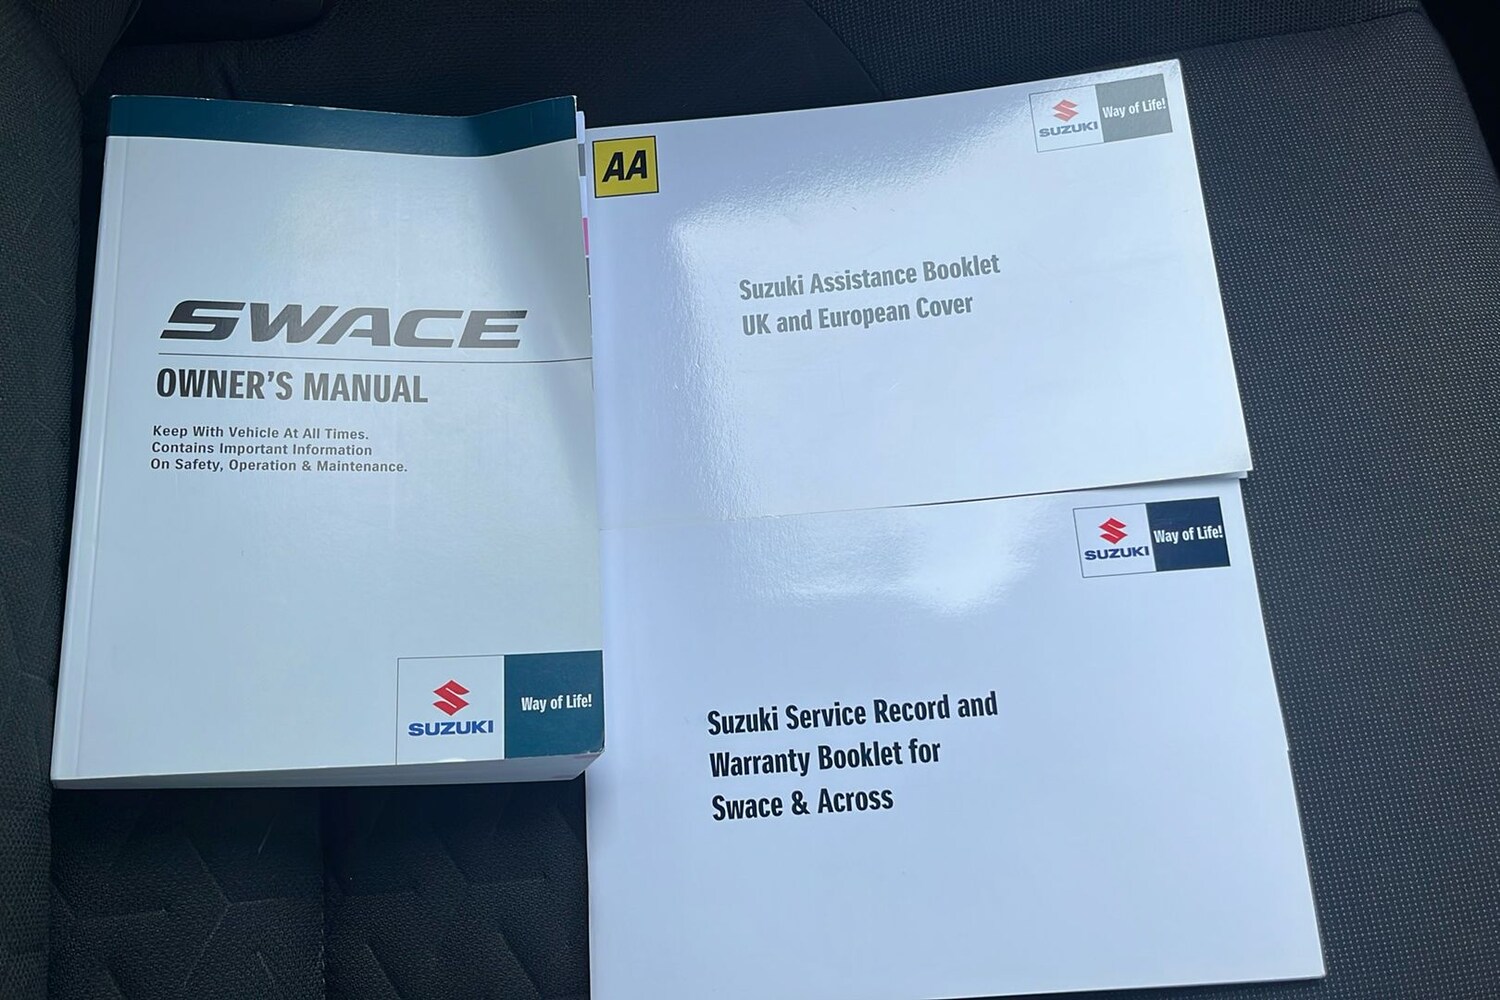 SWACE
OWNER'S MANUAL
Keep With Vehicle At All Times.
Contains Important Information
On Safety, Operation & Maintenance.
SUZUKI
Way of Life!
AA
SUZUKI
Way of Life!
Suzuki Assistance Booklet
UK and European Cover
SUZUKI
Way of Life!
Suzuki Service Record and
Warranty Booklet for
Swace & Across